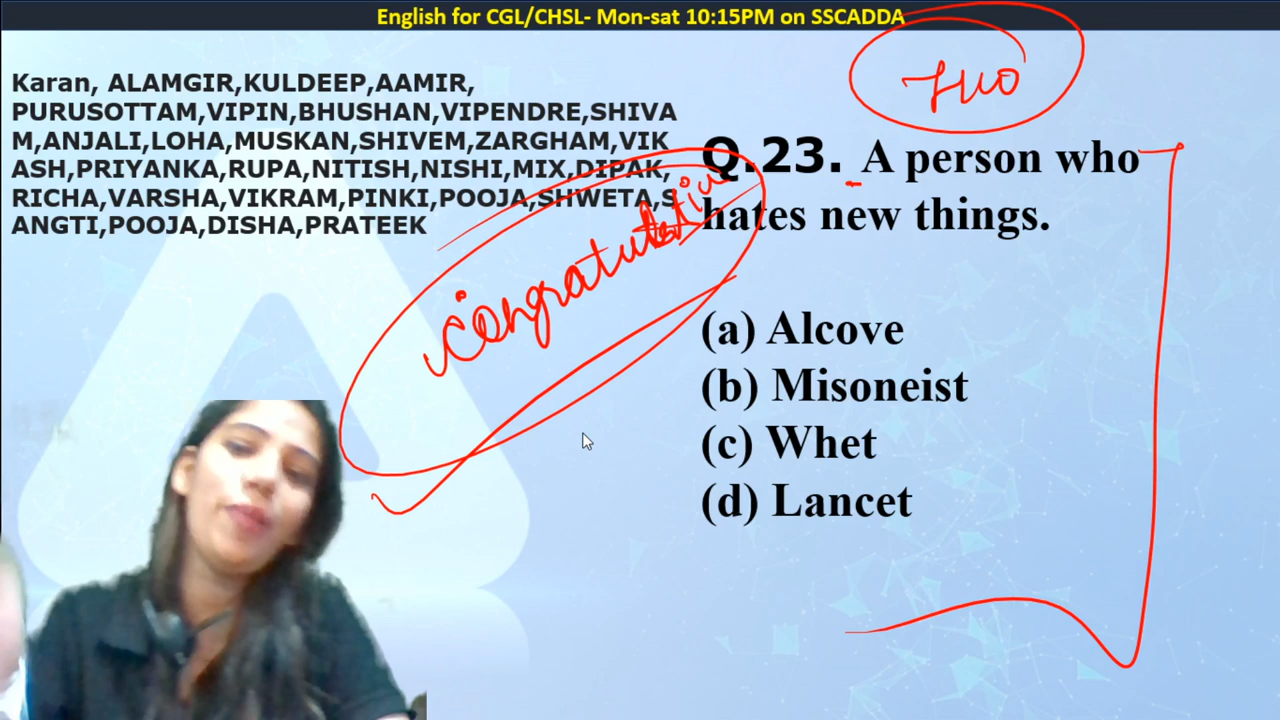 English for CGL/CHSL- Mon-sat 10:15PM on SSCADDA
Karan, ALAMGIR,KULDEEP,AAMIR,
PURUSOTTAM,VIPIN,BHUSHAN,VIPENDRE,SHIVA
M,ANJALI,LOHA,MUSKAN,SHIVEM,ZARGHAM,VIK
ASH,PRIYANKA,RUPA,NITISH,NISHI,MIX,DIPAK,
RICHA,VARSHA,VIKRAM,PINKI,POOJA,SHWETA,S
ANGTI,POOJA,DISHA,PRATEEK
Q.23. A person who
hates new things.
(a) Alcove
(b) Misoneist
(c) Whet
(d) Lancet